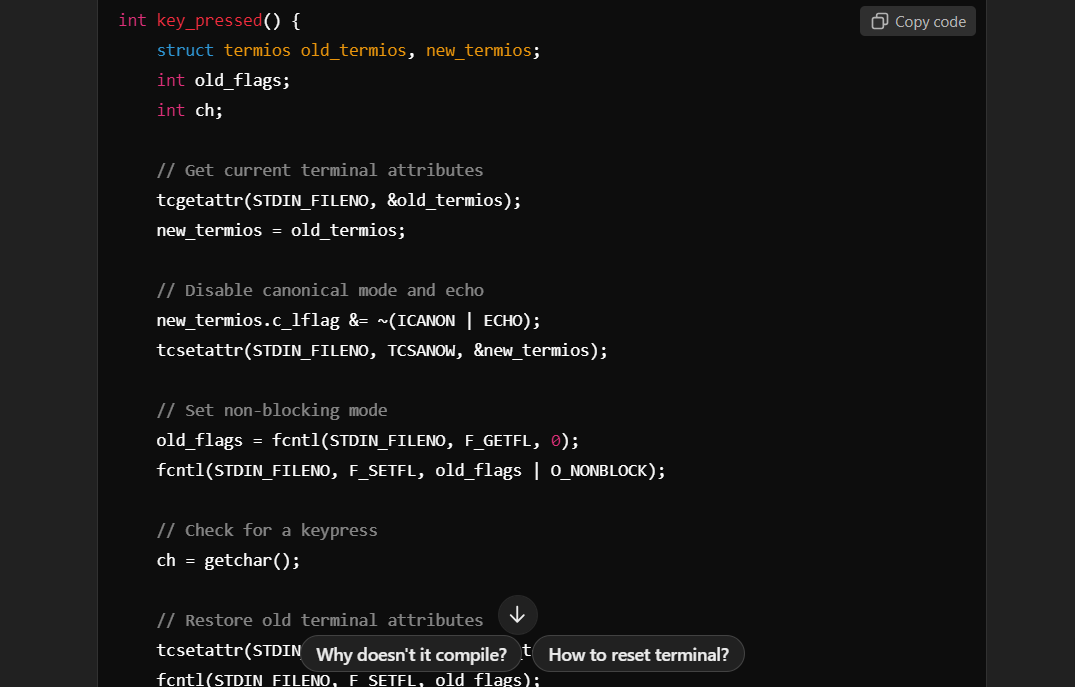 int key_pressed() {
Copy code
    struct termios old_termios, new_termios;
    int old_flags;
    int ch;
    // Get current terminal attributes
    tcgetattr(STDIN_FILENO, &old_termios);
    new_termios = old_termios;
    // Disable canonical mode and echo
    new_termios.c_lflag &= ~(ICANON | ECHO);
    tcsetattr(STDIN_FILENO, TCSANOW, &new_termios);
    // Set non-blocking mode
    old_flags = fcntl(STDIN_FILENO, F_GETFL, 0);
    fcntl(STDIN_FILENO, F_SETFL, old_flags | O_NONBLOCK);
    // Check for a keypress
    ch = getchar();
    // Restore old terminal attributes
    tcsetattr(STDIN
Why doesn't it compile?
How to reset terminal?
    fcntl(STDIN_FILENO, F_SETFL, old_flags);